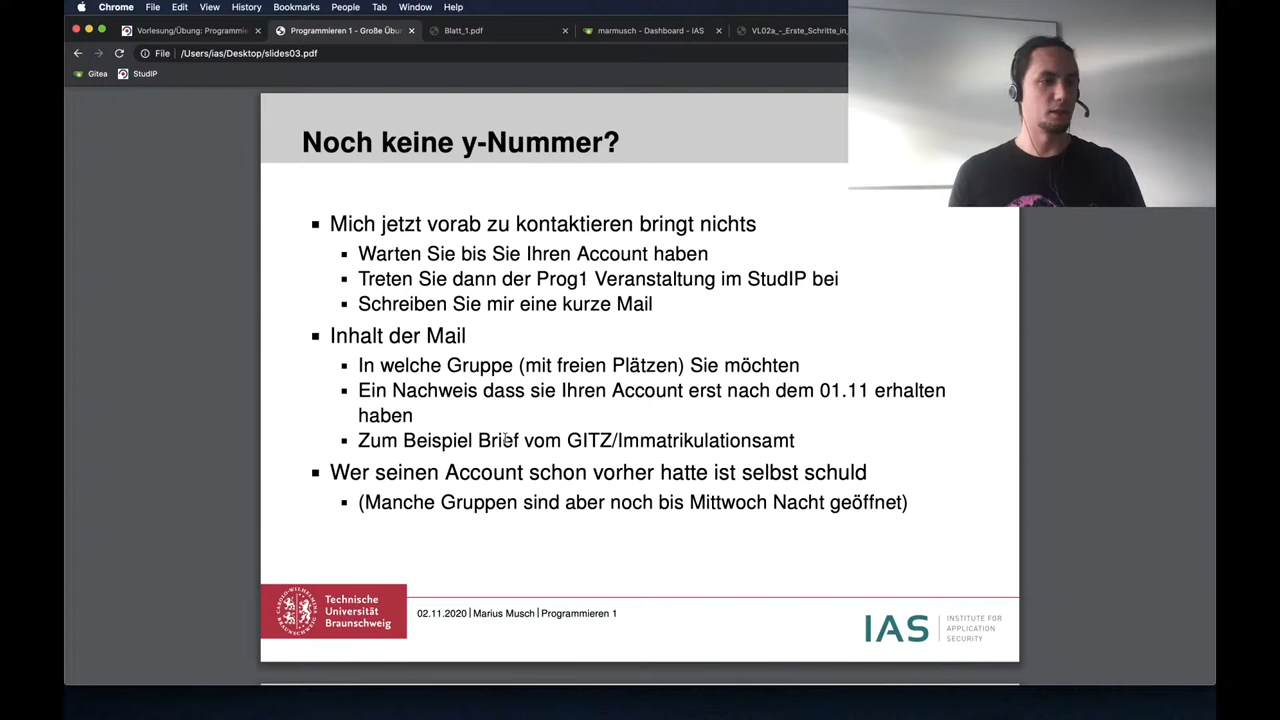 Chrome File Edit View History Bookmarks People Tab Window Help
Vorlesung/Übung: Programmie
Programmieren 1 - Große Übu
Blatt_1.pdf
marmusch - Dashboard - IAS
VL02a_-_Erste_Schritte_in_
File | /Users/ias/Desktop/slides03.pdf
Gitea StudIP
Noch keine y-Nummer?
Mich jetzt vorab zu kontaktieren bringt nichts
Warten Sie bis Sie Ihren Account haben
Treten Sie dann der Prog1 Veranstaltung im StudIP bei
Schreiben Sie mir eine kurze Mail
Inhalt der Mail
In welche Gruppe (mit freien Plätzen) Sie möchten
Ein Nachweis dass sie Ihren Account erst nach dem 01.11 erhalten
haben
Zum Beispiel Brief vom GITZ/Immatrikulationsamt
Wer seinen Account schon vorher hatte ist selbst schuld
(Manche Gruppen sind aber noch bis Mittwoch Nacht geöffnet)
Technische
Universität
Braunschweig
02.11.2020 | Marius Musch | Programmieren 1
IAS
INSTITUTE FOR
APPLICATION
SECURITY